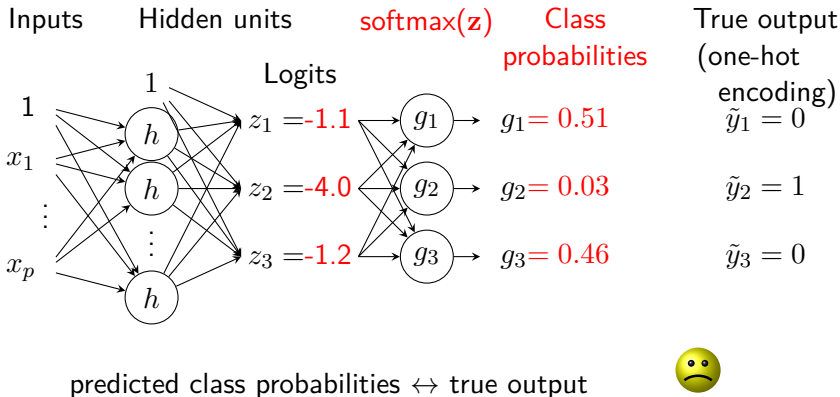 Inputs Hidden units softmax(z) Class probabilities True output (one-hot encoding)
Logits
1
1
x₁
⋮
xₚ
h
h
⋮
h
z₁ = -1.1 g₁ g₁ = 0.51 ỹ₁ = 0
z₂ = -4.0 g₂ g₂ = 0.03 ỹ₂ = 1
z₃ = -1.2 g₃ g₃ = 0.46 ỹ₃ = 0
predicted class probabilities ↔ true output